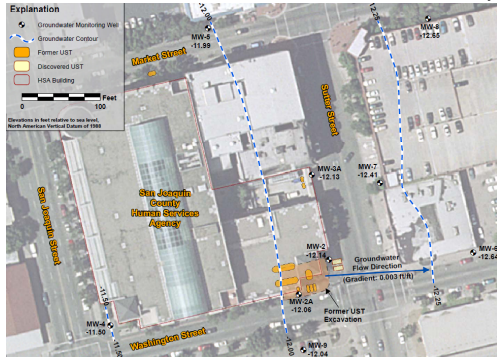 Explanation
Groundwater Monitoring Well
Groundwater Contour
Former UST
Discovered UST
HSA Building
Feet
0
100
Elevations in feet relative to sea level,
North American Vertical Datum of 1988
-12.00
MW-5
-11.99
Market Street
-12.25
MW-8
-12.65
Sutter Street
MW-3A
-12.13
MW-7
-12.41
San Joaquin Street
San Joaquin
County
Human Services
Agency
MW-2
-12.14
Groundwater
Flow Direction
(Gradient: 0.003 ft/ft)
MW-6
-12.64
-11.50
MW-2A
-12.06
Former UST
Excavation
-12.25
MW-4
-11.50
-11.50
Washington Street
-12.00
MW-9
-12.04